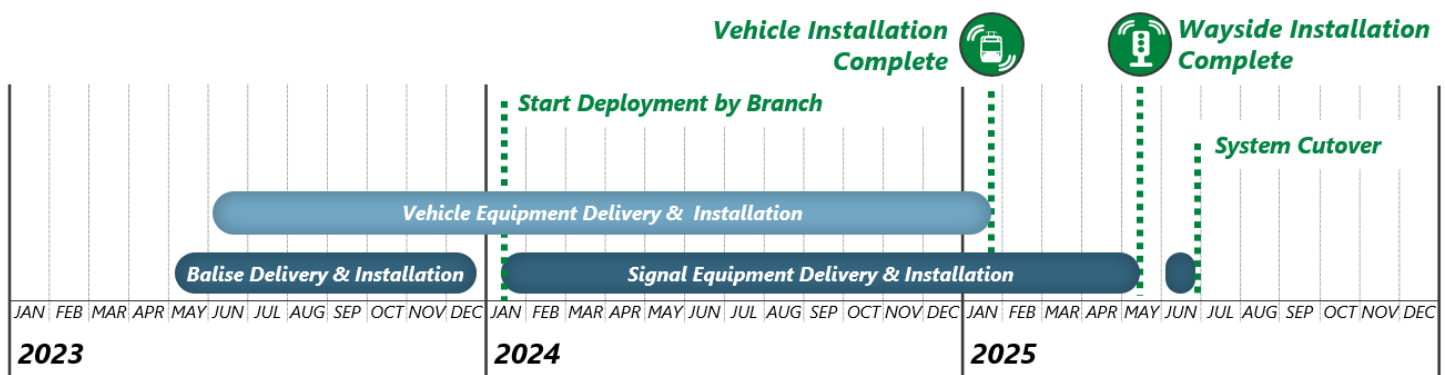 Vehicle Installation
Complete
Wayside Installation
Complete
Start Deployment by Branch
System Cutover
Vehicle Equipment Delivery & Installation
Balise Delivery & Installation
Signal Equipment Delivery & Installation
JAN FEB MAR APR MAY JUN JUL AUG SEP OCT NOV DEC JAN FEB MAR APR MAY JUN JUL AUG SEP OCT NOV DEC JAN FEB MAR APR MAY JUN JUL AUG SEP OCT NOV DEC
2023 2024 2025